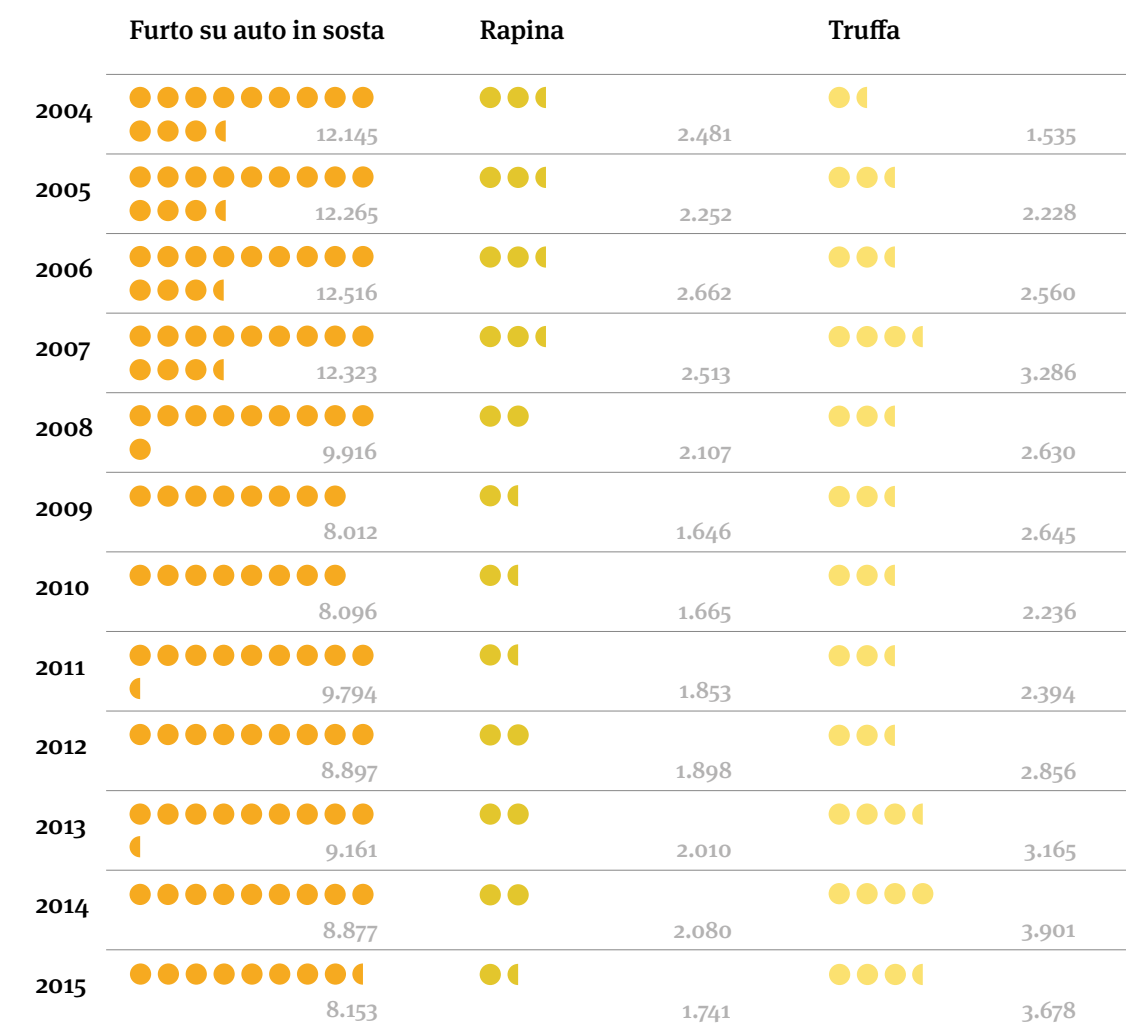 Furto su auto in sosta Rapina Truffa
2004 12.145 2.481 1.535
2005 12.265 2.252 2.228
2006 12.516 2.662 2.560
2007 12.323 2.513 3.286
2008 9.916 2.107 2.630
2009 8.012 1.646 2.645
2010 8.096 1.665 2.236
2011 9.794 1.853 2.394
2012 8.897 1.898 2.856
2013 9.161 2.010 3.165
2014 8.877 2.080 3.901
2015 8.153 1.741 3.678